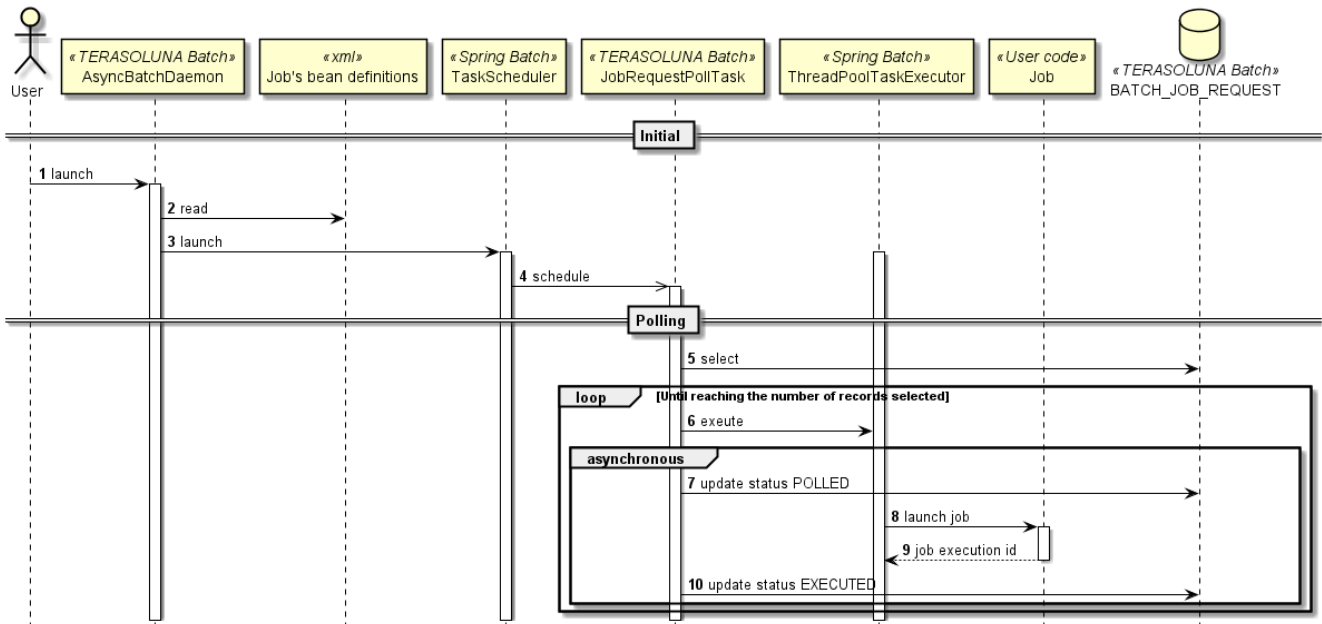 User
«TERASOLUNA Batch»
AsyncBatchDaemon
«xml»
Job's bean definitions
«Spring Batch»
TaskScheduler
«TERASOLUNA Batch»
JobRequestPollTask
«Spring Batch»
ThreadPoolTaskExecutor
«User code»
Job
«TERASOLUNA Batch»
BATCH_JOB_REQUEST
Initial
1 launch
2 read
3 launch
4 schedule
Polling
5 select
loop [Until reaching the number of records selected]
6 exeute
asynchronous
7 update status POLLED
8 launch job
9 job execution id
10 update status EXECUTED